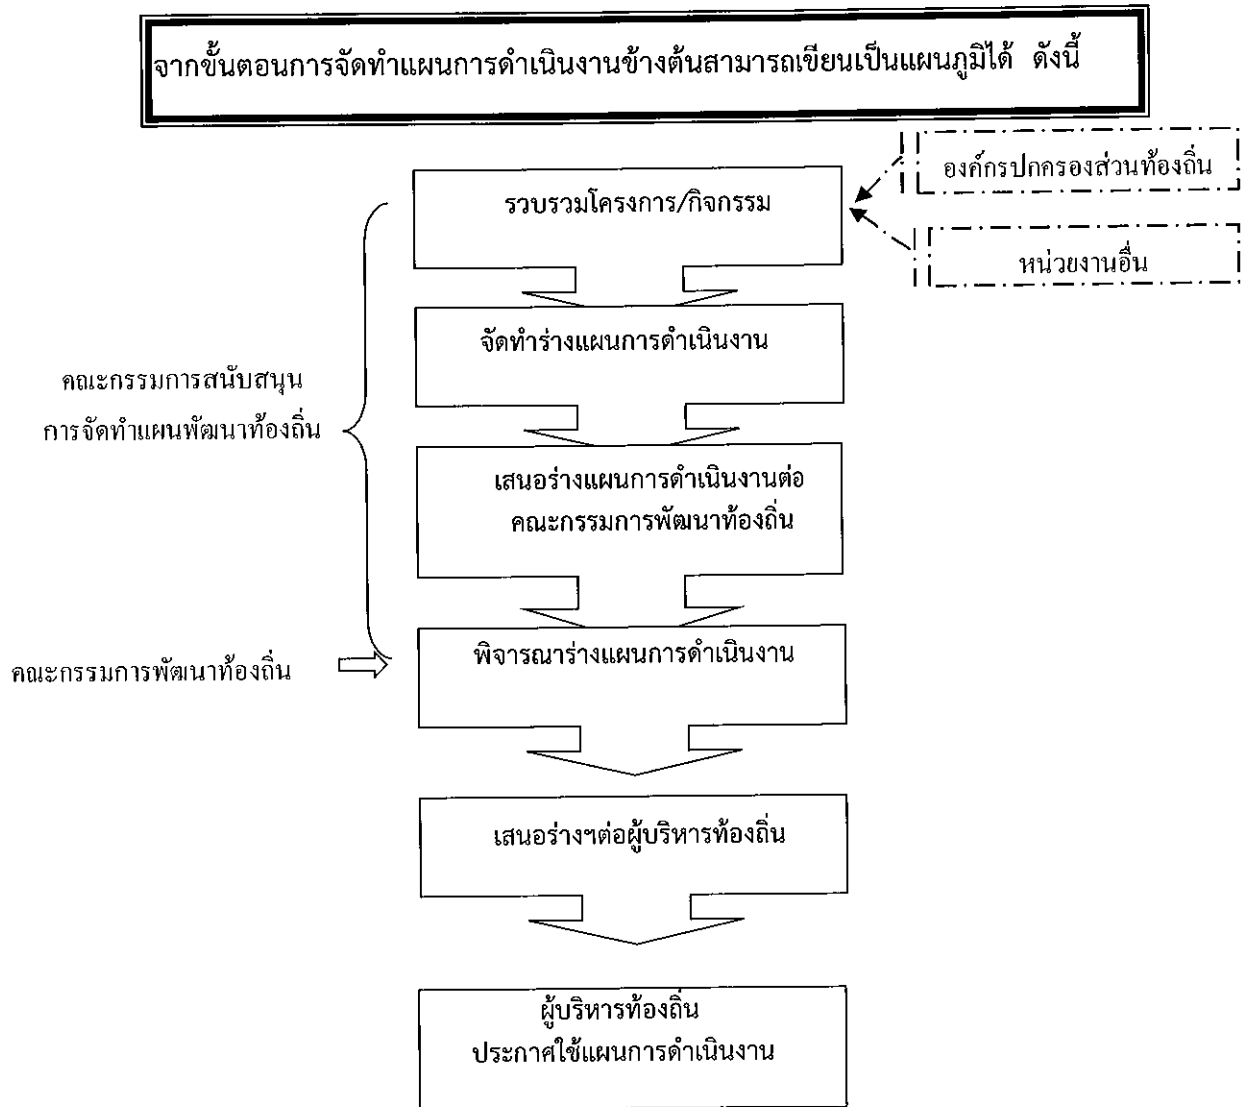 จากขั้นตอนการจัดทำแผนการดำเนินงานข้างต้นสามารถเขียนเป็นแผนภูมิได้ ดังนี้
องค์กรปกครองส่วนท้องถิ่น
รวบรวมโครงการ/กิจกรรม
หน่วยงานอื่น
จัดทำร่างแผนการดำเนินงาน
คณะกรรมการสนับสนุน
การจัดทำแผนพัฒนาท้องถิ่น
เสนอร่างแผนการดำเนินงานต่อ
คณะกรรมการพัฒนาท้องถิ่น
พิจารณาร่างแผนการดำเนินงาน
คณะกรรมการพัฒนาท้องถิ่น
เสนอร่างฯต่อผู้บริหารท้องถิ่น
ผู้บริหารท้องถิ่น
ประกาศใช้แผนการดำเนินงาน